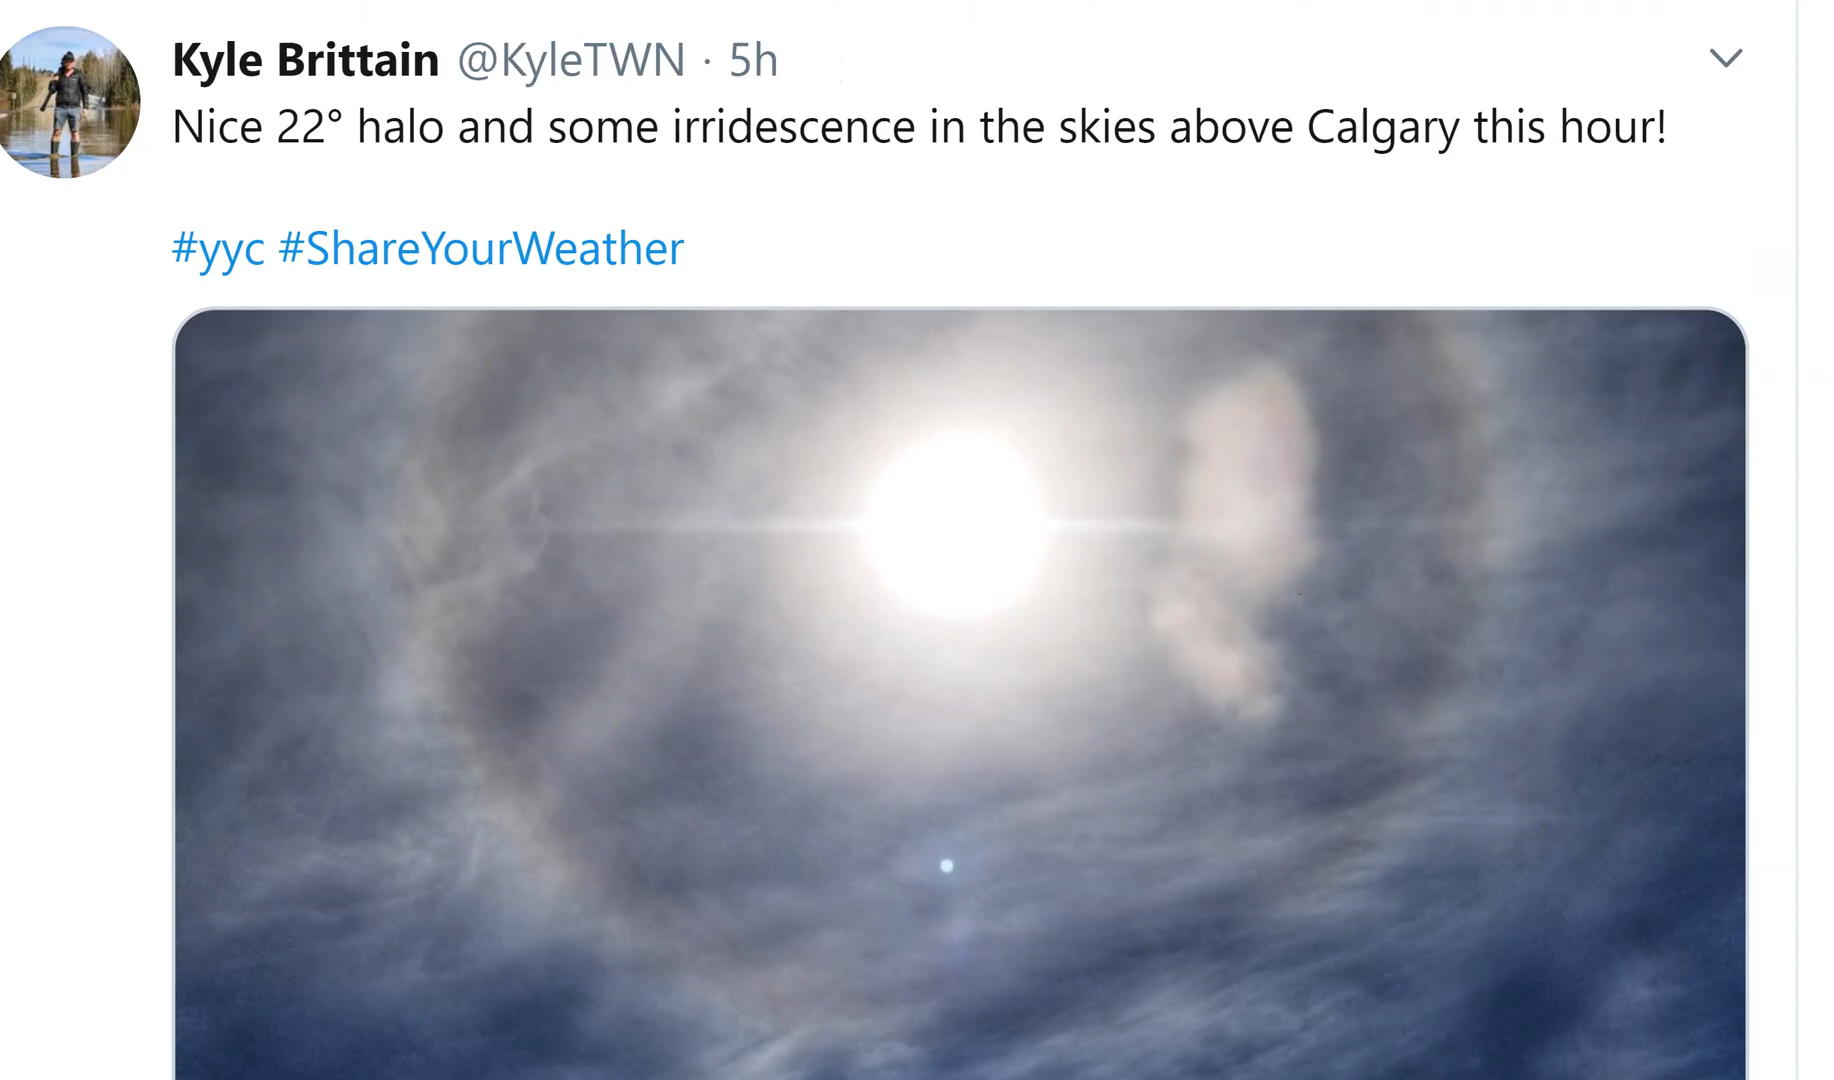 Kyle Brittain @KyleTWN · 5h
Nice 22° halo and some irridescence in the skies above Calgary this hour!
#yyc #ShareYourWeather